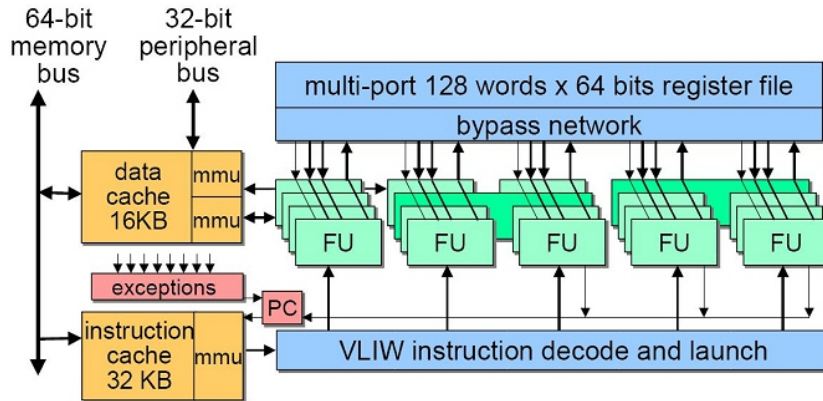 64-bit
memory
bus
32-bit
peripheral
bus
multi-port 128 words x 64 bits register file
bypass network
data
cache
16KB
mmu
mmu
FU
FU
FU
FU
FU
exceptions
PC
instruction
cache
32 KB
mmu
VLIW instruction decode and launch